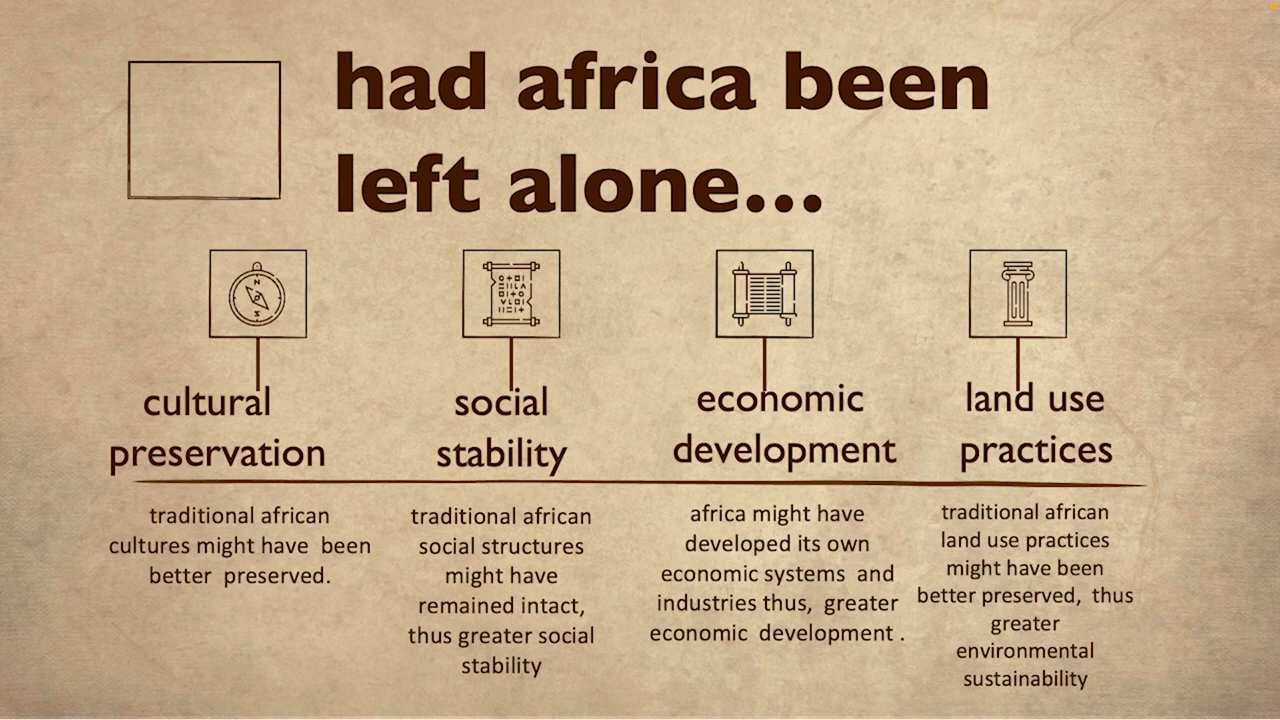 had africa been
left alone...
cultural
preservation
social
stability
economic
development
land use
practices
traditional african
cultures might have  been
better  preserved.
traditional african
social structures
might have
remained intact,
thus greater social
stability
africa might have
developed its own
economic systems  and
industries thus,  greater
economic  development .
traditional african
land use practices
might have been
better preserved,  thus
greater
environmental
sustainability